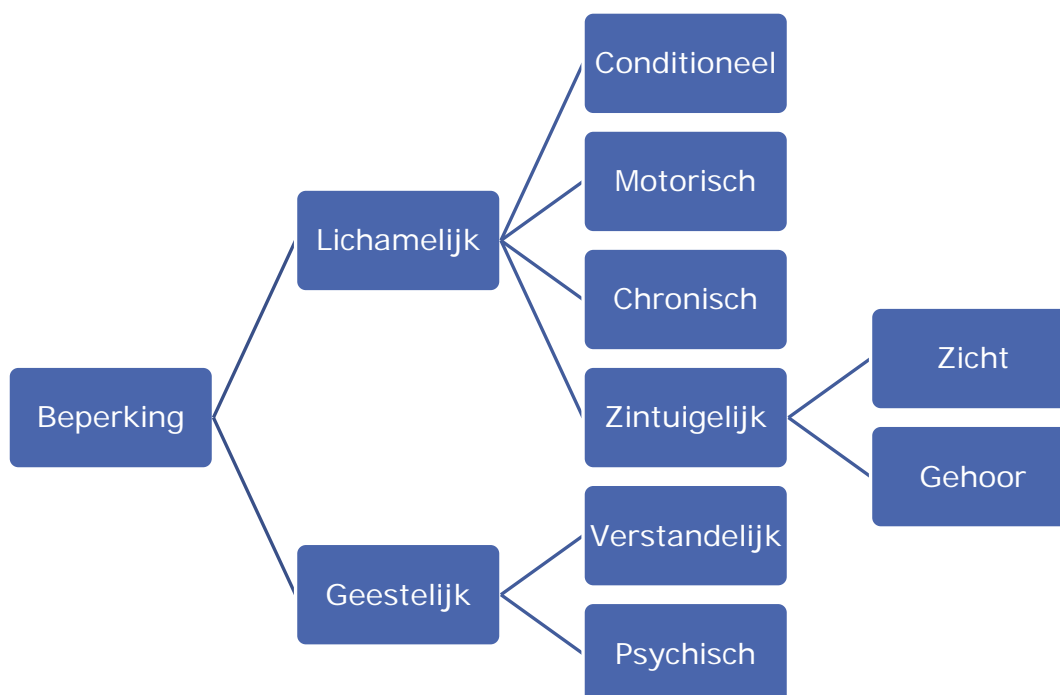 Beperking
Lichamelijk
Conditioneel
Motorisch
Chronisch
Zintuigelijk
Zicht
Gehoor
Geestelijk
Verstandelijk
Psychisch